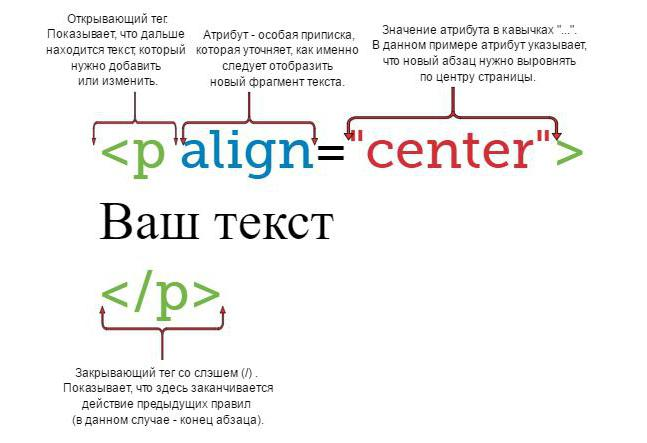 Открывающий тег.
Показывает, что дальше
находится текст, который
нужно добавить
или изменить.
Атрибут - особая приписка,
которая уточняет, как именно
следует отобразить
новый фрагмент текста.
Значение атрибута в кавычках "...".
В данном примере атрибут указывает,
что новый абзац нужно выровнять
по центру страницы.
<p align="center">
Ваш текст
</p>
Закрывающий тег со слэшем (/) .
Показывает, что здесь заканчивается
действие предыдущих правил
(в данном случае - конец абзаца).